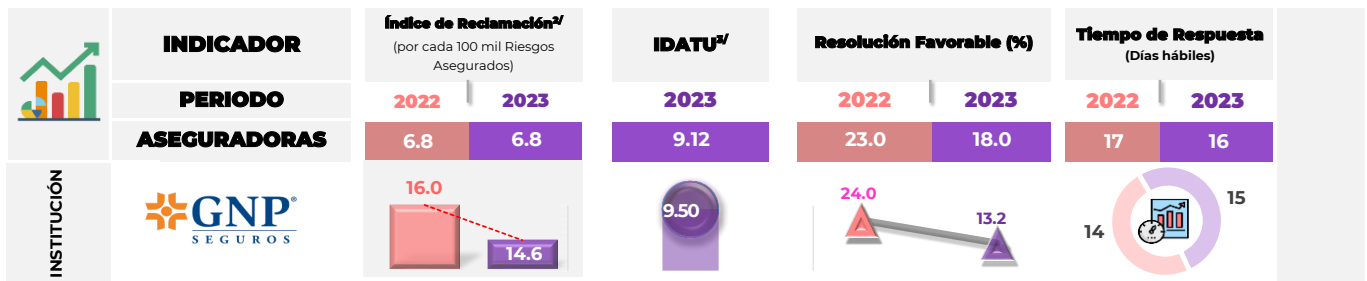 INDICADOR
Índice de Reclamación2/
(por cada 100 mil Riesgos
Asegurados)
IDATU3/
Resolución Favorable (%)
Tiempo de Respuesta
(Días hábiles)
PERIODO
2022
2023
2023
2022
2023
2022
2023
ASEGURADORAS
6.8
6.8
9.12
23.0
18.0
17
16
INSTITUCIÓN
GNP®
SEGUROS
16.0
14.6
9.50
24.0
13.2
14
15